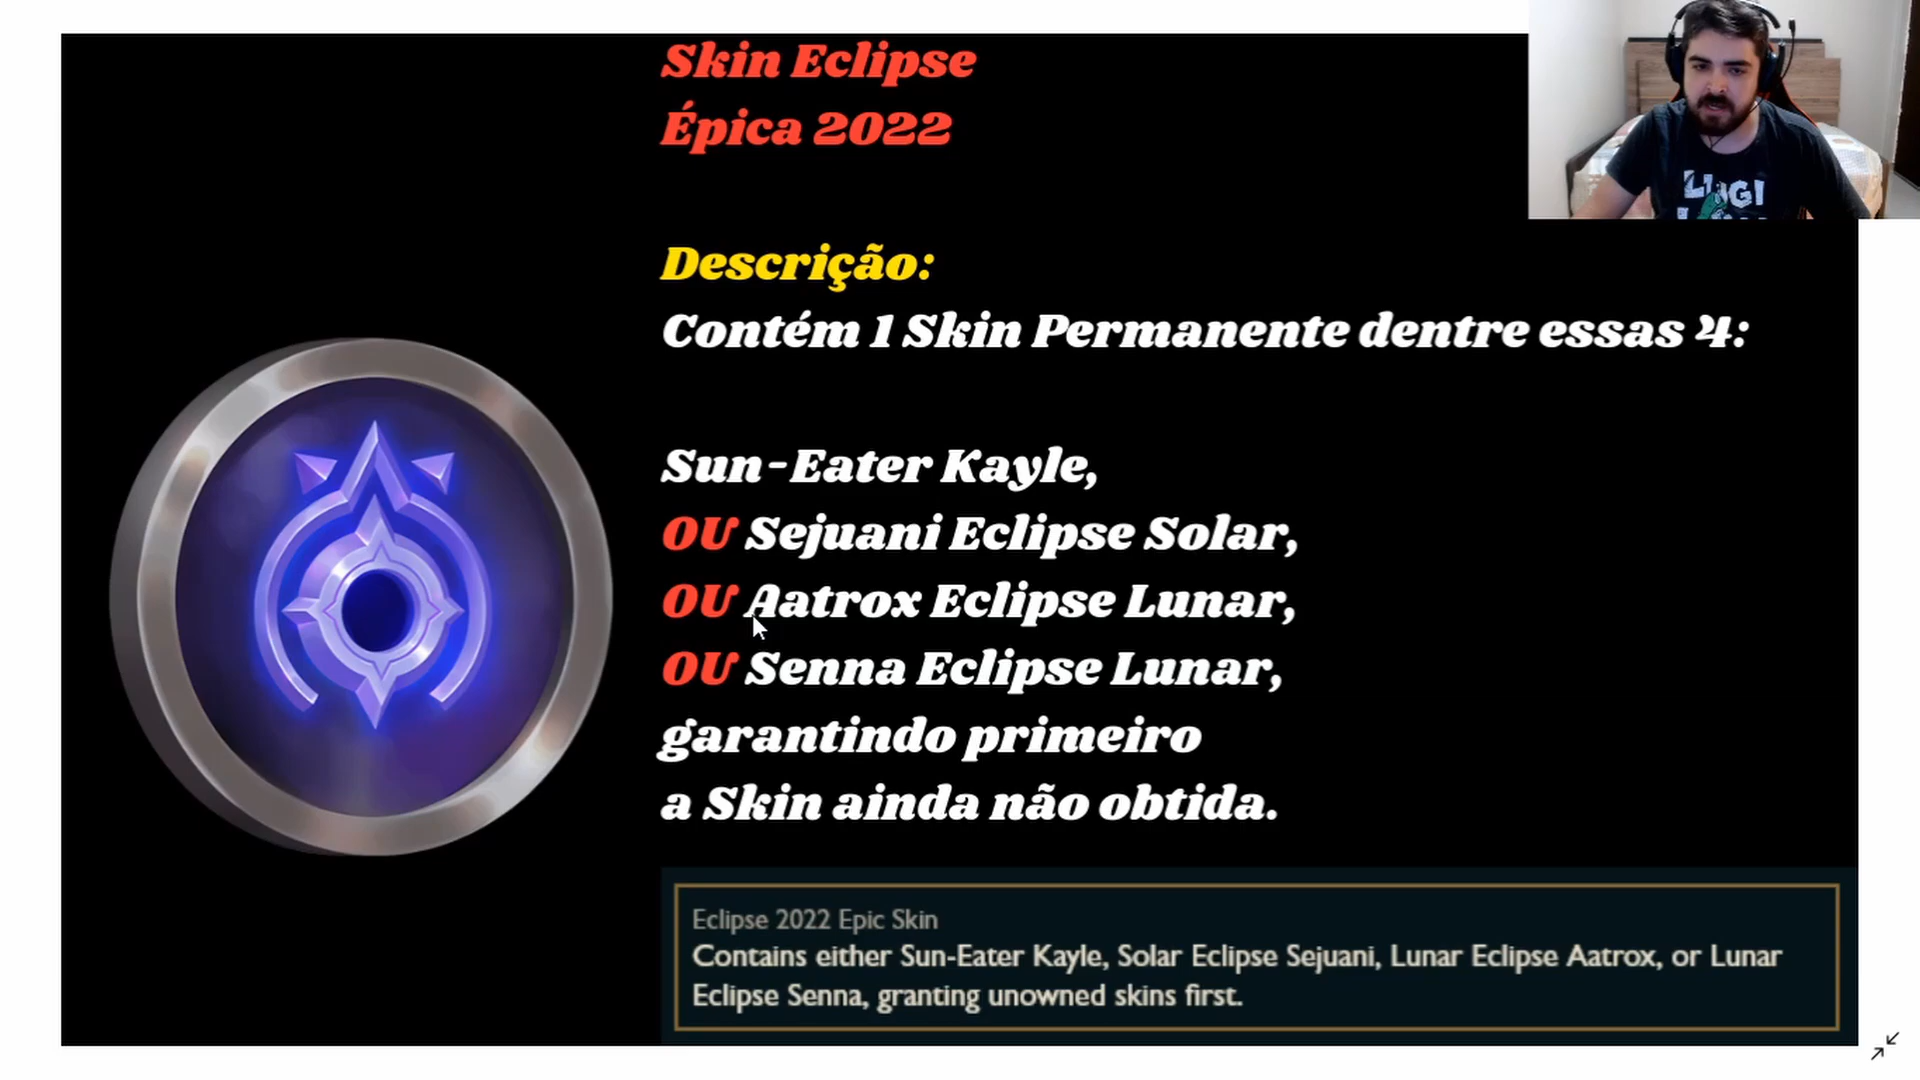 Skin Eclipse
Épica 2022
Descrição:
Contém 1 Skin Permanente dentre essas 4:
Sun-Eater Kayle,
OU Sejuani Eclipse Solar,
OU Aatrox Eclipse Lunar,
OU Senna Eclipse Lunar,
garantindo primeiro
a Skin ainda não obtida.
Eclipse 2022 Epic Skin
Contains either Sun-Eater Kayle, Solar Eclipse Sejuani, Lunar Eclipse Aatrox, or Lunar
Eclipse Senna, granting unowned skins first.